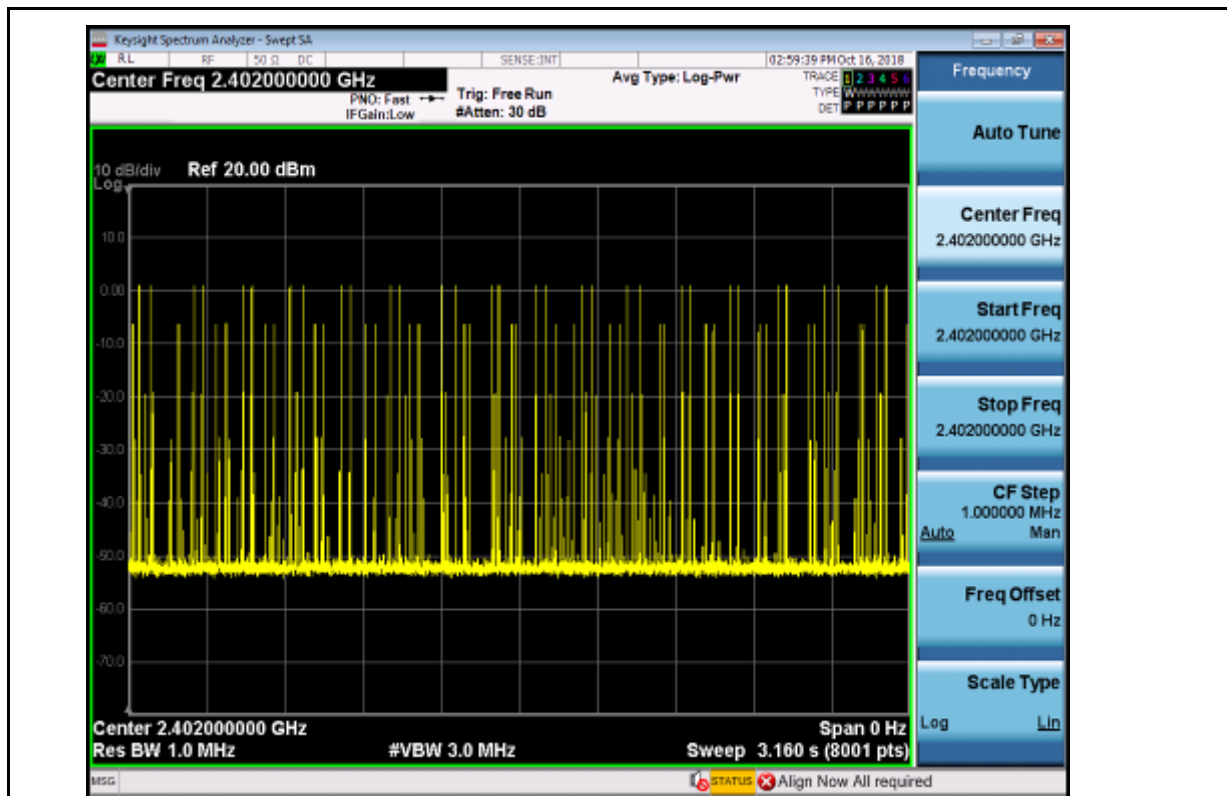 Keysight Spectrum Analyzer - Swept SA
RL RF 50 Ω DC SENSE:INT 02:59:39 PM Oct 16, 2018
Center Freq 2.402000000 GHz
PNO: Fast
IFGain:Low
Trig: Free Run
#Atten: 30 dB
Avg Type: Log-Pwr
TRACE 1 2 3 4 5 6
TYPE
DET P P P P P P
10 dB/div Ref 20.00 dBm
Log
10.0
0.00
-10.0
-20.0
-30.0
-40.0
-50.0
-60.0
-70.0
Center 2.402000000 GHz Span 0 Hz
Res BW 1.0 MHz #VBW 3.0 MHz Sweep 3.160 s (8001 pts)
MSG STATUS Align Now All required
Frequency
Auto Tune
Center Freq
2.402000000 GHz
Start Freq
2.402000000 GHz
Stop Freq
2.402000000 GHz
CF Step
1.000000 MHz
Auto Man
Freq Offset
0 Hz
Scale Type
Log Lin